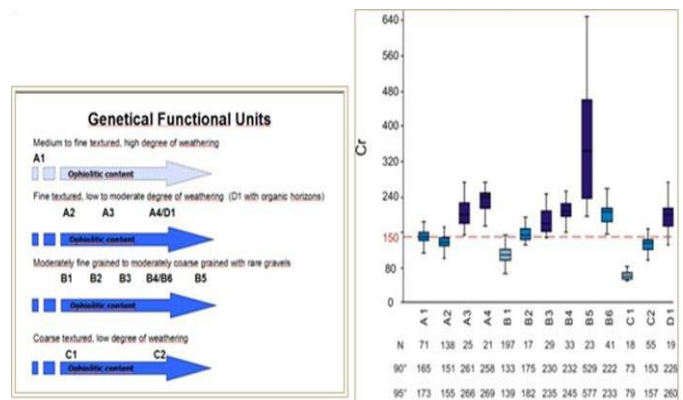 Genetical Functional Units
Medium to fine textured, high degree of weathering
A1
Ophiolitic content
Fine textured, low to moderate degree of weathering (D1 with organic horizons)
A2 A3 A4/D1
Ophiolitic content
Moderately fine grained to moderately coarse grained with rare gravels
B1 B2 B3 B4/B6 B5
Ophiolitic content
Coarse textured, low degree of weathering
C1 C2
Ophiolitic content
Cr
640
560
480
400
320
240
150
80
0
A 1 A2 A3 A 4 B 1 B2 B3 B4 B5 B6 C 1 C2 D 1
N 71 138 25 21 197 17 29 33 23 41 18 55 19
90° 165 151 261 258 133 175 230 232 529 222 73 153 226
95° 173 155 266 269 139 182 235 245 577 233 79 157 260